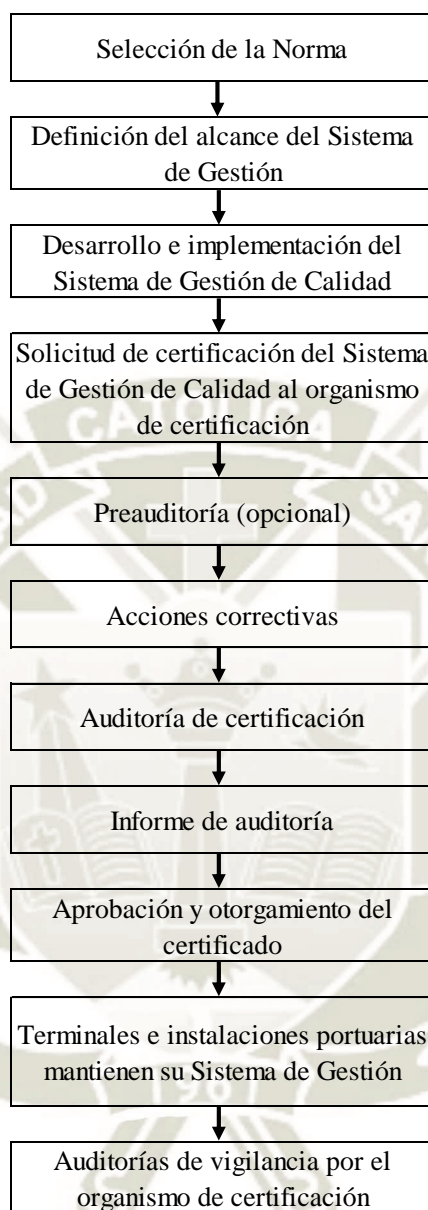 Selección de la Norma
Definición del alcance del Sistema
de Gestión
Desarrollo e implementación del
Sistema de Gestión de Calidad
Solicitud de certificación del Sistema
de Gestión de Calidad al organismo
de certificación
Preauditoría (opcional)
Acciones correctivas
Auditoría de certificación
Informe de auditoría
Aprobación y otorgamiento del
certificado
Terminales e instalaciones portuarias
mantienen su Sistema de Gestión
Auditorías de vigilancia por el
organismo de certificación